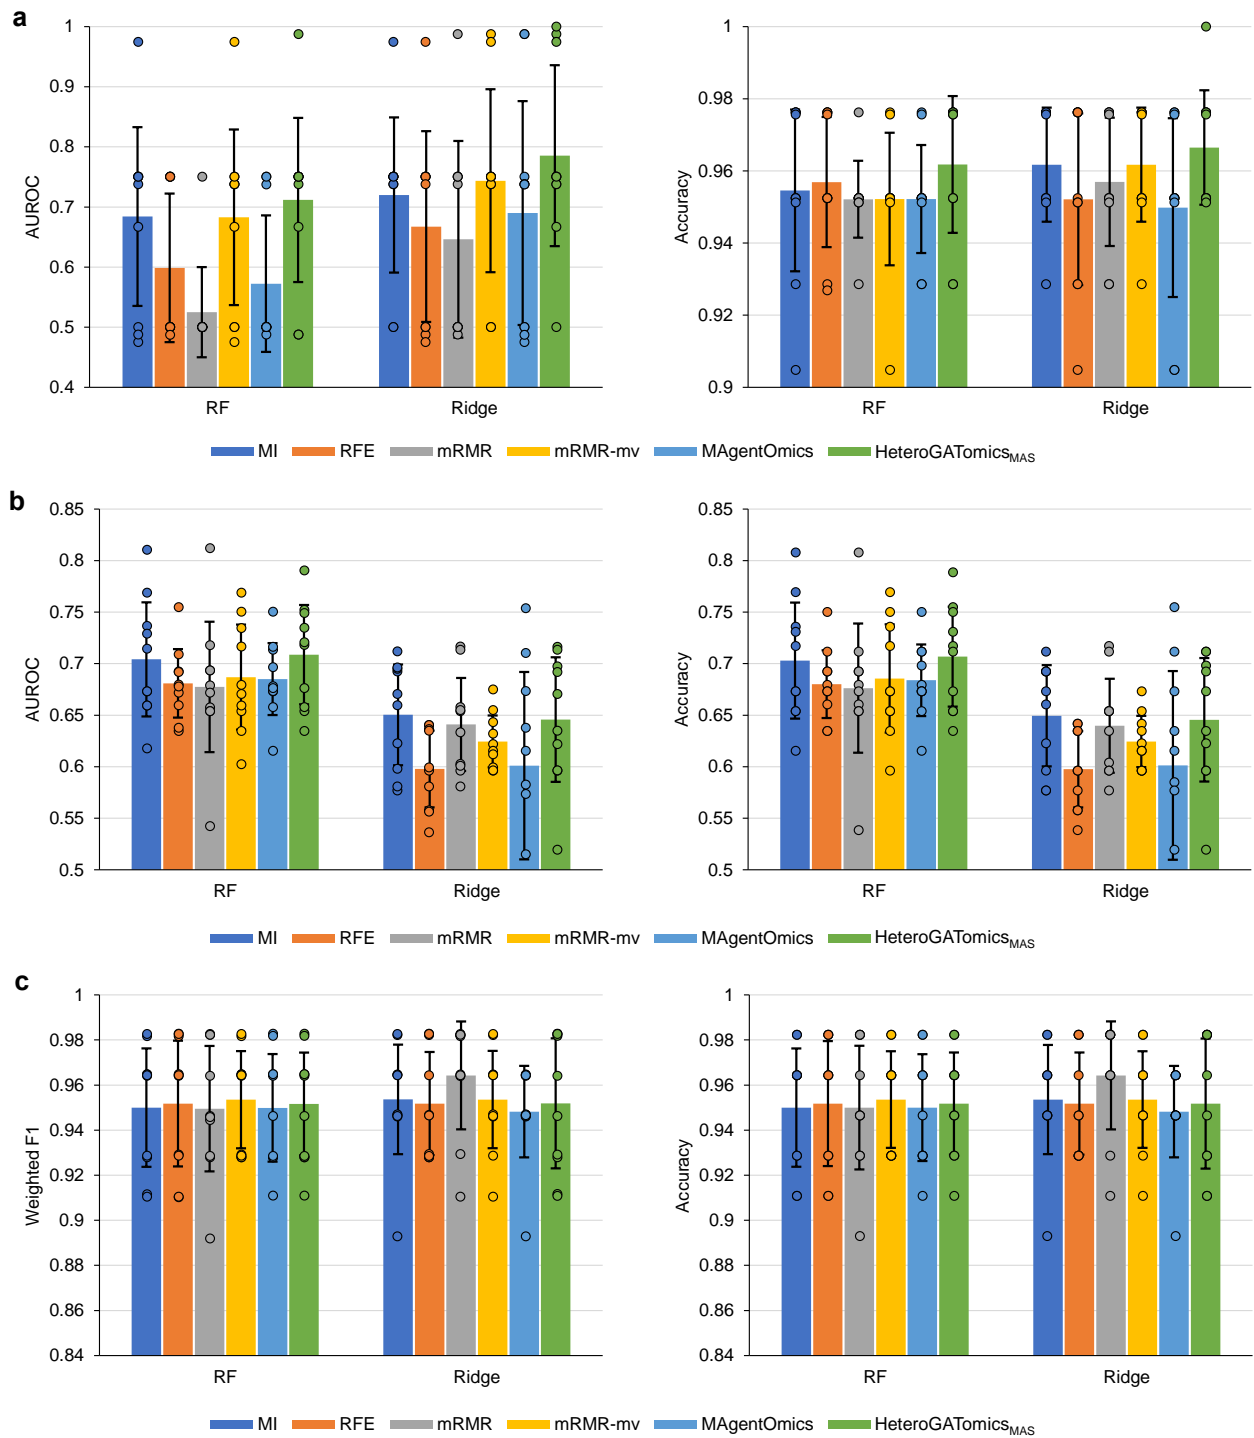 a
1
0.9
0.8
0.7
0.6
0.5
0.4
AUROC
RF
Ridge
1
0.98
0.96
0.94
0.92
0.9
Accuracy
RF
Ridge
MI RFE mRMR mRMR-mv MAgentOmics HeteroGATomicsMAS
b
0.85
0.8
0.75
0.7
0.65
0.6
0.55
0.5
AUROC
RF
Ridge
0.85
0.8
0.75
0.7
0.65
0.6
0.55
0.5
Accuracy
RF
Ridge
MI RFE mRMR mRMR-mv MAgentOmics HeteroGATomicsMAS
c
1
0.98
0.96
0.94
0.92
0.9
0.88
0.86
0.84
Weighted F1
RF
Ridge
1
0.98
0.96
0.94
0.92
0.9
0.88
0.86
0.84
Accuracy
RF
Ridge
MI RFE mRMR mRMR-mv MAgentOmics HeteroGATomicsMAS